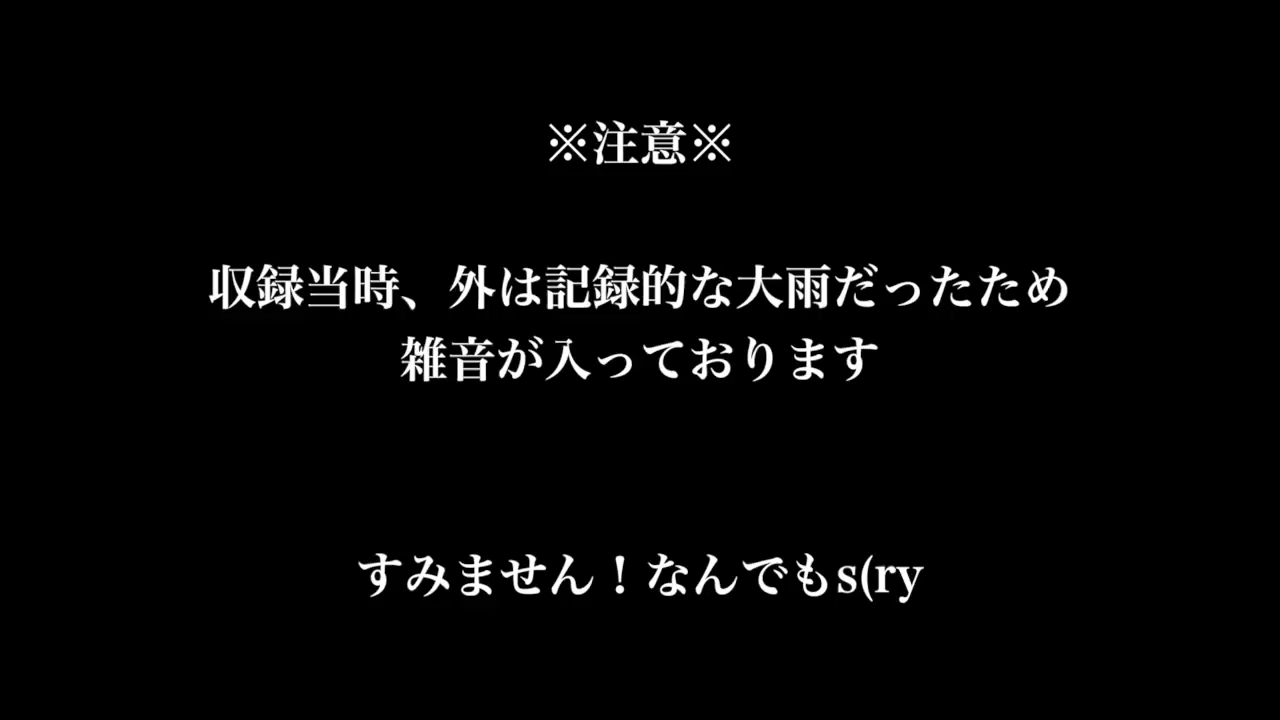 ※注意※
収録当時、外は記録的な大雨だったため
雑音が入っております
すみません！なんでもs(ry